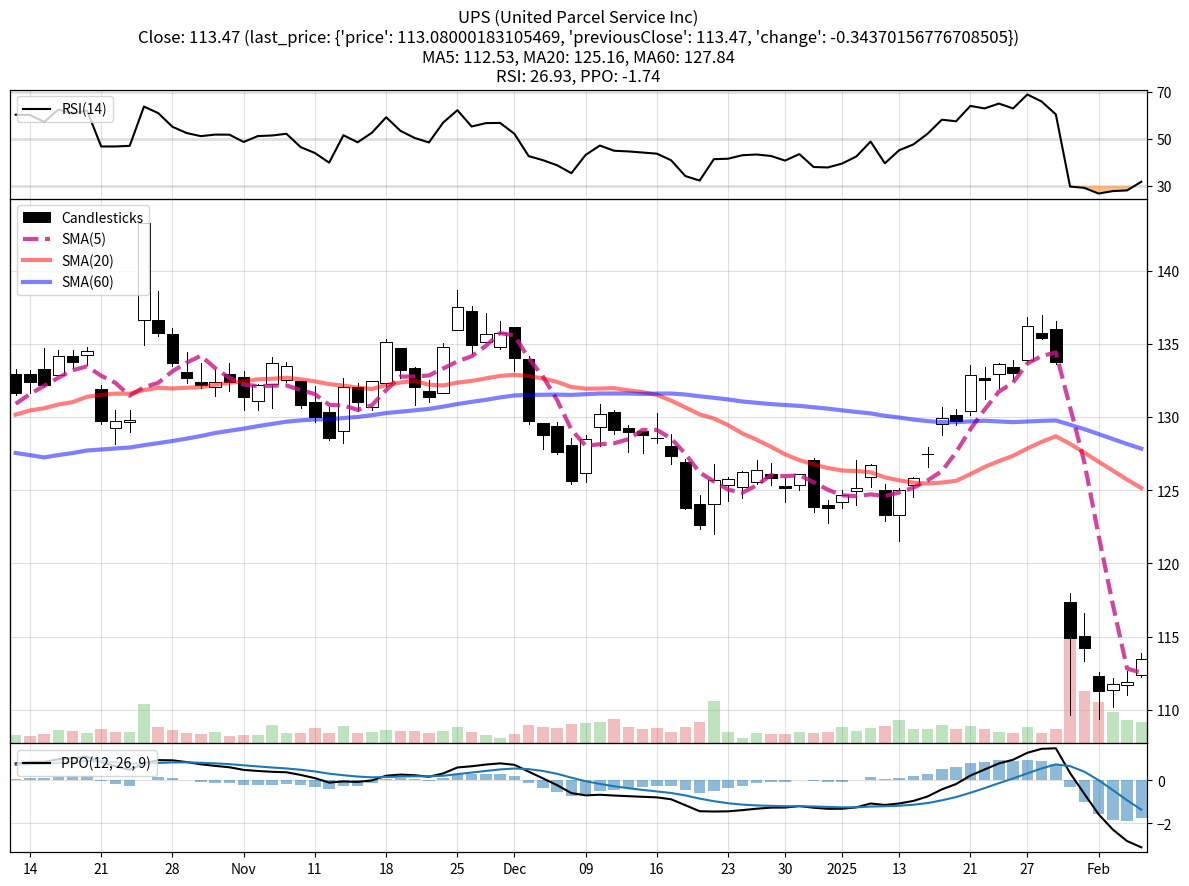 UPS (United Parcel Service Inc)
Close: 113.47 (last_price: {'price': 113.08000183105469, 'previousClose': 113.47, 'change': -0.34370156776708505})
MA5: 112.53, MA20: 125.16, MA60: 127.84
RSI: 26.93, PPO: -1.74
RSI(14)
70
50
30
Candlesticks
SMA(5)
SMA(20)
SMA(60)
140
135
130
125
120
115
110
PPO(12, 26, 9)
0
−2
14 21 28 Nov 11 18 25 Dec 09 16 23 30 2025 13 21 27 Feb